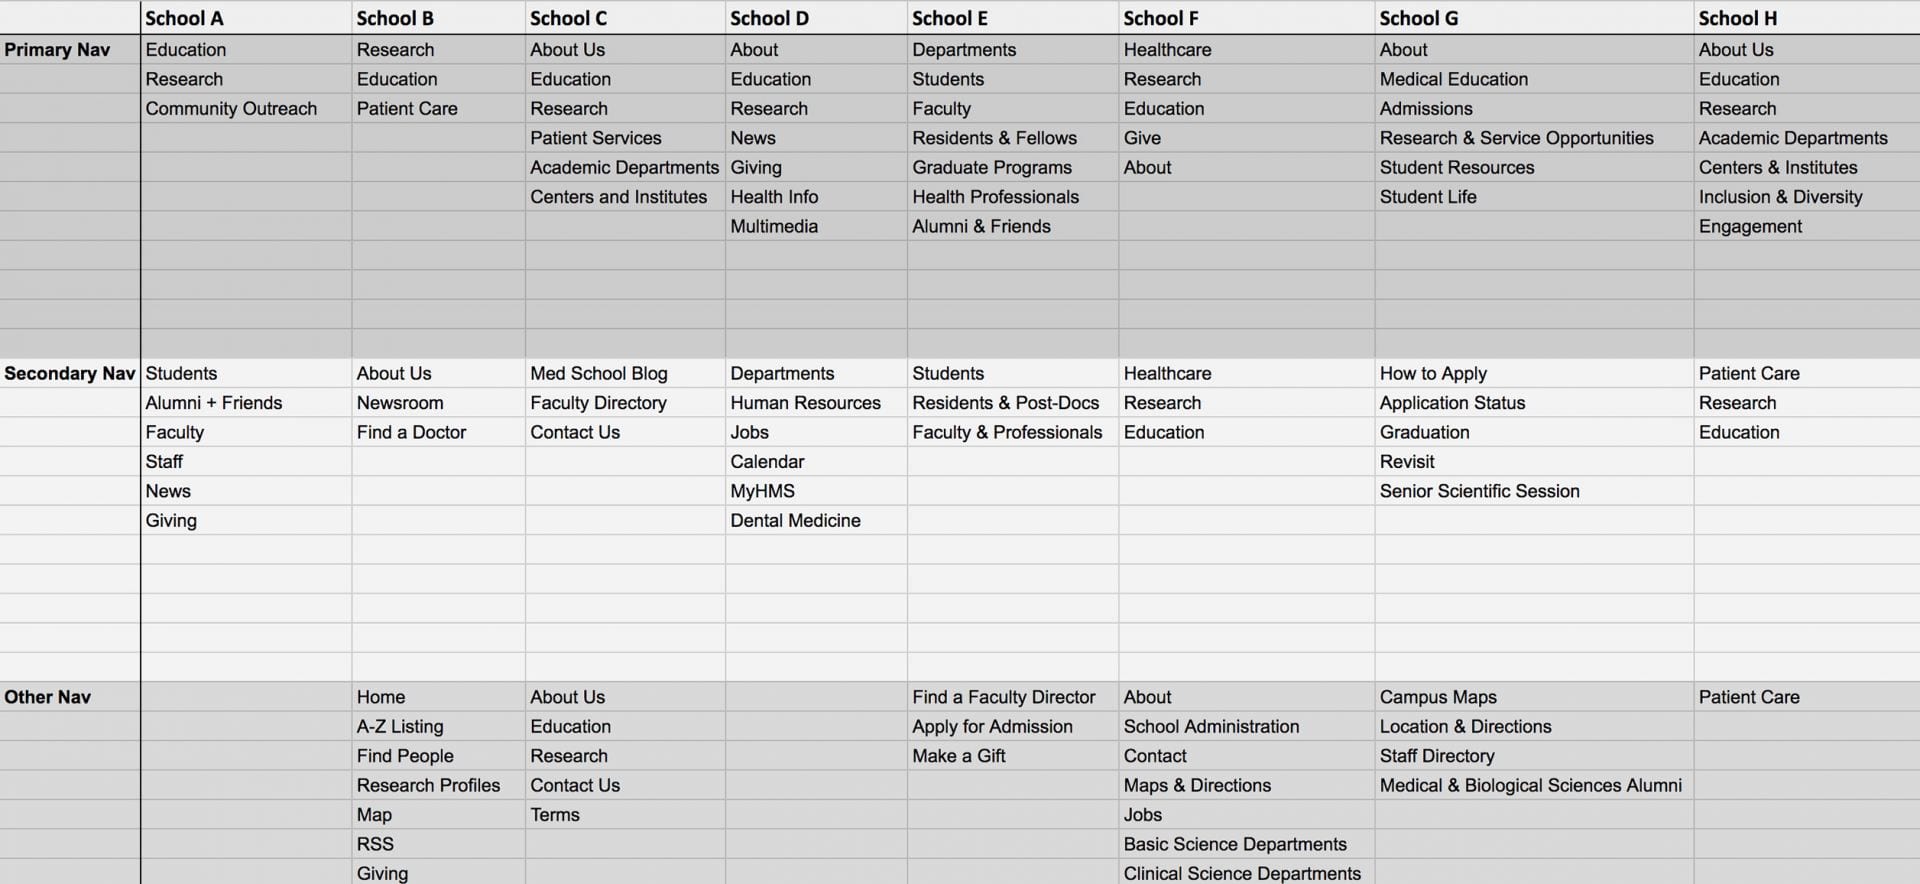 School A School B School C School D School E School F School G School H
Primary Nav Education Research About Us About Departments Healthcare About About Us
Research Education Education Education Students Research Medical Education Education
Community Outreach Patient Care Research Research Faculty Education Admissions Research
Patient Services News Residents & Fellows Give Research & Service Opportunities Academic Departments
Academic Departments Giving Graduate Programs About Student Resources Centers & Institutes
Centers and Institutes Health Info Health Professionals Student Life Inclusion & Diversity
Multimedia Alumni & Friends Engagement
Secondary Nav Students About Us Med School Blog Departments Students Healthcare How to Apply Patient Care
Alumni + Friends Newsroom Faculty Directory Human Resources Residents & Post-Docs Research Application Status Research
Faculty Find a Doctor Contact Us Jobs Faculty & Professionals Education Graduation Education
Staff Calendar Revisit
News MyHMS Senior Scientific Session
Giving Dental Medicine
Other Nav Home About Us Find a Faculty Director About Campus Maps Patient Care
A-Z Listing Education Apply for Admission School Administration Location & Directions
Find People Research Make a Gift Contact Staff Directory
Research Profiles Contact Us Maps & Directions Medical & Biological Sciences Alumni
Map Terms Jobs
RSS Basic Science Departments
Giving Clinical Science Departments